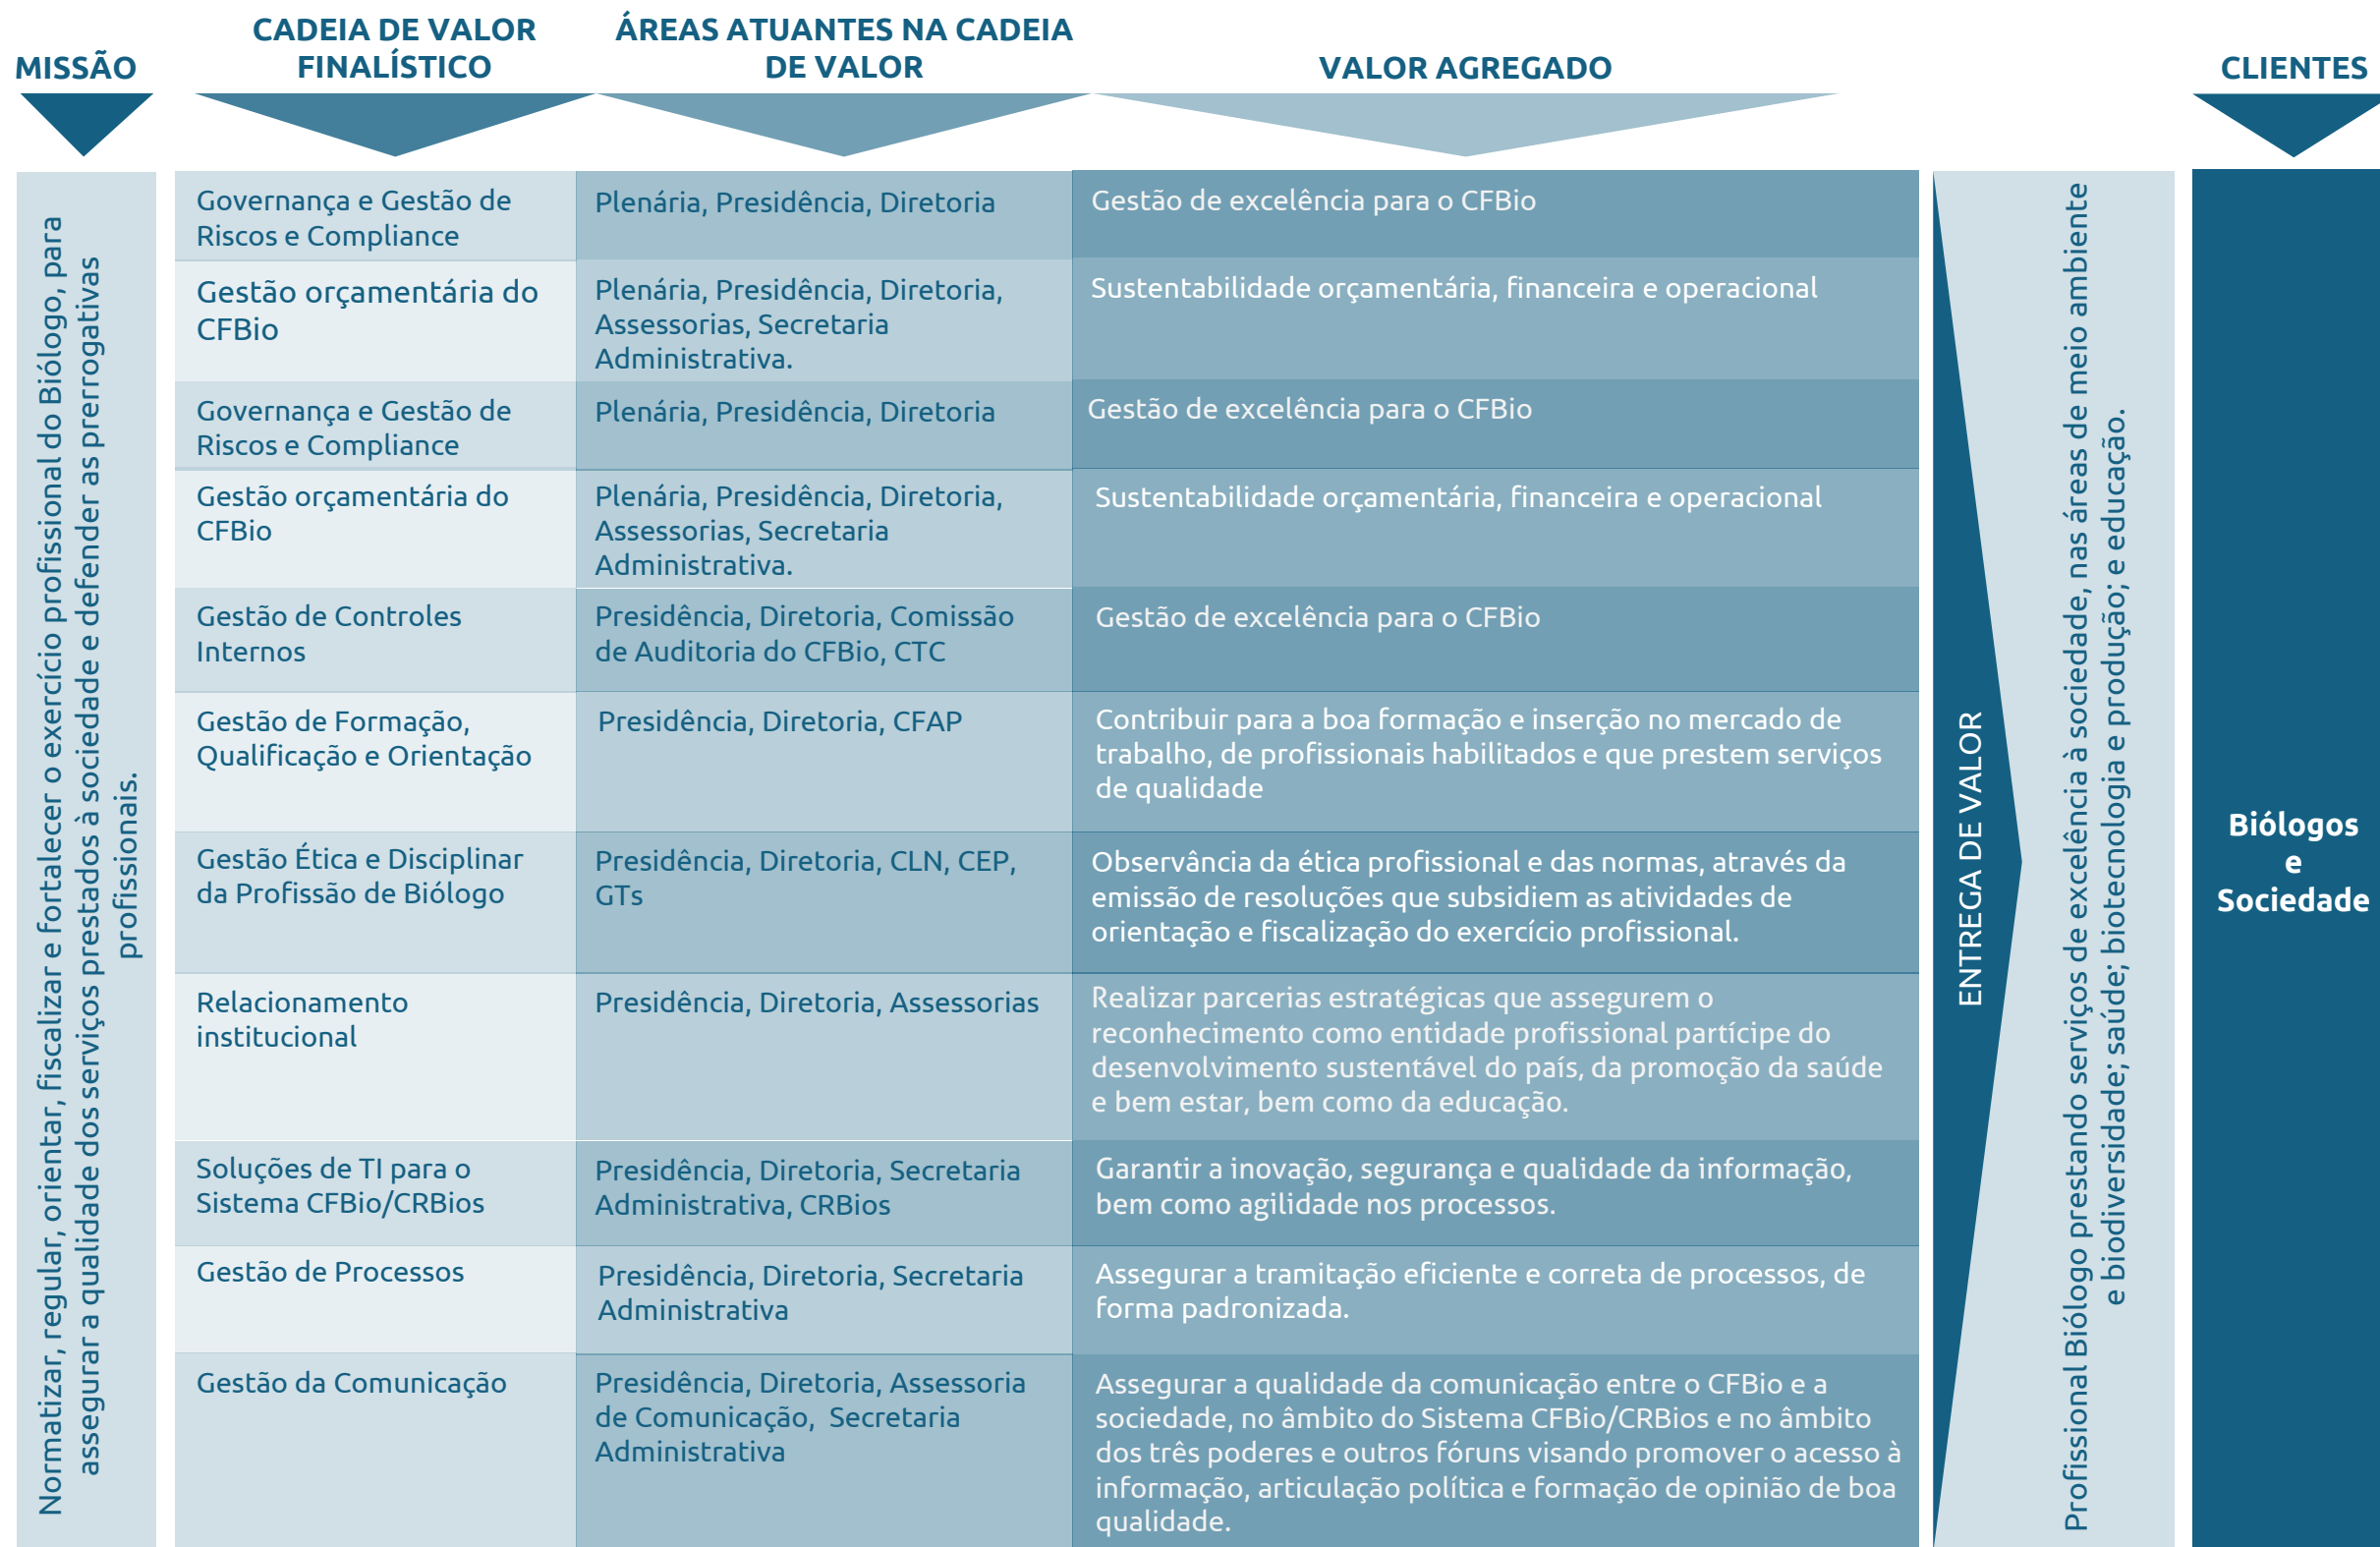 MISSÃO
CADEIA DE VALOR
FINALÍSTICO
ÁREAS ATUANTES NA CADEIA
DE VALOR
VALOR AGREGADO
CLIENTES
Normatizar, regular, orientar, fiscalizar e fortalecer o exercício profissional do Biólogo, para
assegurar a qualidade dos serviços prestados à sociedade e defender as prerrogativas
profissionais.
Governança e Gestão de
Riscos e Compliance
Plenária, Presidência, Diretoria
Gestão de excelência para o CFBio
Gestão orçamentária do
CFBio
Plenária, Presidência, Diretoria,
Assessorias, Secretaria
Administrativa.
Sustentabilidade orçamentária, financeira e operacional
Governança e Gestão de
Riscos e Compliance
Plenária, Presidência, Diretoria
Gestão de excelência para o CFBio
Gestão orçamentária do
CFBio
Plenária, Presidência, Diretoria,
Assessorias, Secretaria
Administrativa.
Sustentabilidade orçamentária, financeira e operacional
Gestão de Controles
Internos
Presidência, Diretoria, Comissão
de Auditoria do CFBio, CTC
Gestão de excelência para o CFBio
Gestão de Formação,
Qualificação e Orientação
Presidência, Diretoria, CFAP
Contribuir para a boa formação e inserção no mercado de
trabalho, de profissionais habilitados e que prestem serviços
de qualidade
Gestão Ética e Disciplinar
da Profissão de Biólogo
Presidência, Diretoria, CLN, CEP,
GTs
Observância da ética profissional e das normas, através da
emissão de resoluções que subsidiem as atividades de
orientação e fiscalização do exercício profissional.
Relacionamento
institucional
Presidência, Diretoria, Assessorias
Realizar parcerias estratégicas que assegurem o
reconhecimento como entidade profissional partícipe do
desenvolvimento sustentável do país, da promoção da saúde
e bem estar, bem como da educação.
Soluções de TI para o
Sistema CFBio/CRBios
Presidência, Diretoria, Secretaria
Administrativa, CRBios
Garantir a inovação, segurança e qualidade da informação,
bem como agilidade nos processos.
Gestão de Processos
Presidência, Diretoria, Secretaria
Administrativa
Assegurar a tramitação eficiente e correta de processos, de
forma padronizada.
Gestão da Comunicação
Presidência, Diretoria, Assessoria
de Comunicação, Secretaria
Administrativa
Assegurar a qualidade da comunicação entre o CFBio e a
sociedade, no âmbito do Sistema CFBio/CRBios e no âmbito
dos três poderes e outros fóruns visando promover o acesso à
informação, articulação política e formação de opinião de boa
qualidade.
ENTREGA DE VALOR
Profissional Biólogo prestando serviços de excelência à sociedade, nas áreas de meio ambiente
e biodiversidade; saúde; biotecnologia e produção; e educação.
Biólogos
e
Sociedade